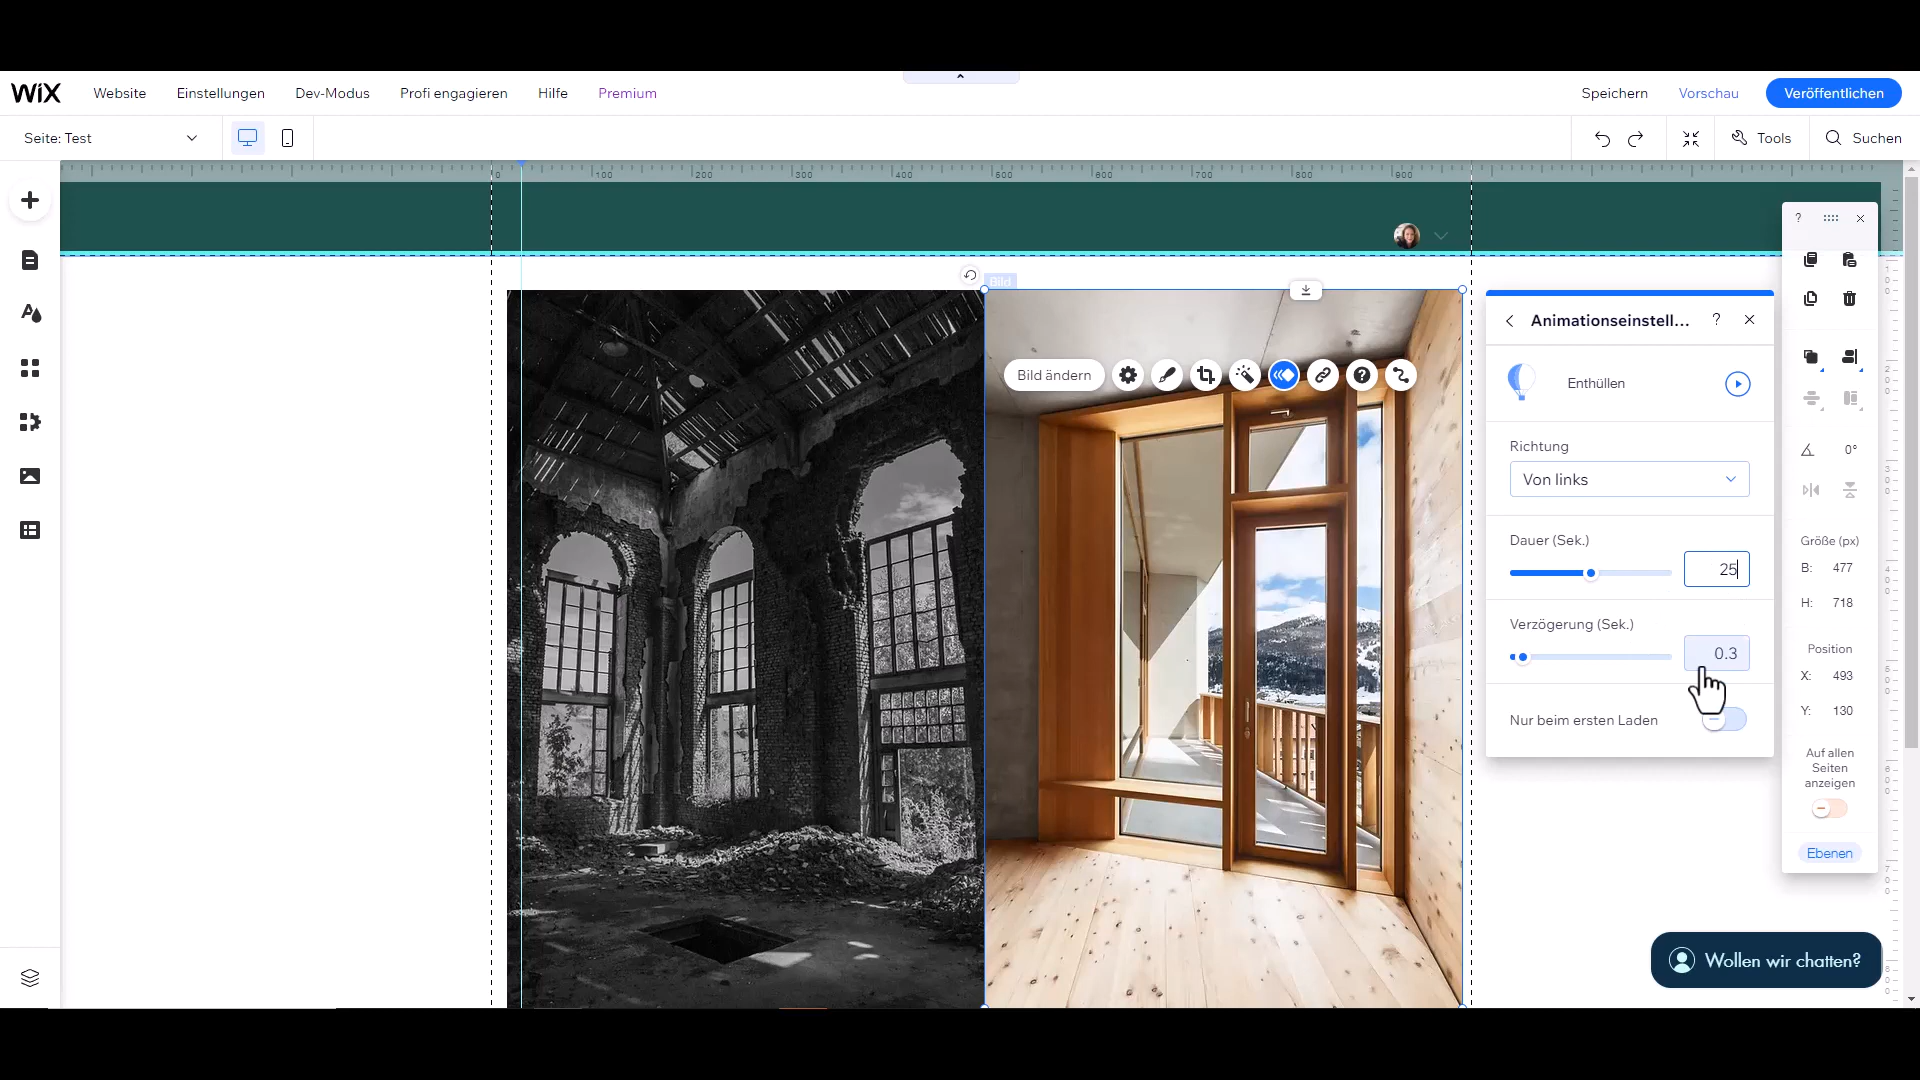 WiX Website Einstellungen Dev-Modus Profi engagieren Hilfe Premium Speichern Vorschau Veröffentlichen
Seite: Test Tools Suchen
0 100 200 300 400 500 600 700 800 900
Bild
Bild ändern
Animationseinstell... ?
Enthüllen
Richtung
Von links
Dauer (Sek.)
25
Verzögerung (Sek.)
0.3
Nur beim ersten Laden
?
0°
Größe (px)
B: 477
H: 718
Position
X: 493
Y: 130
Auf allen
Seiten
anzeigen
Ebenen
Wollen wir chatten?